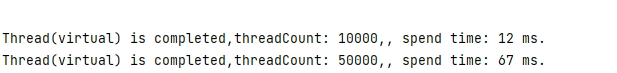 Thread(virtual) is completed,threadCount: 10000,, spend time: 12 ms.
Thread(virtual) is completed,threadCount: 50000,, spend time: 67 ms.